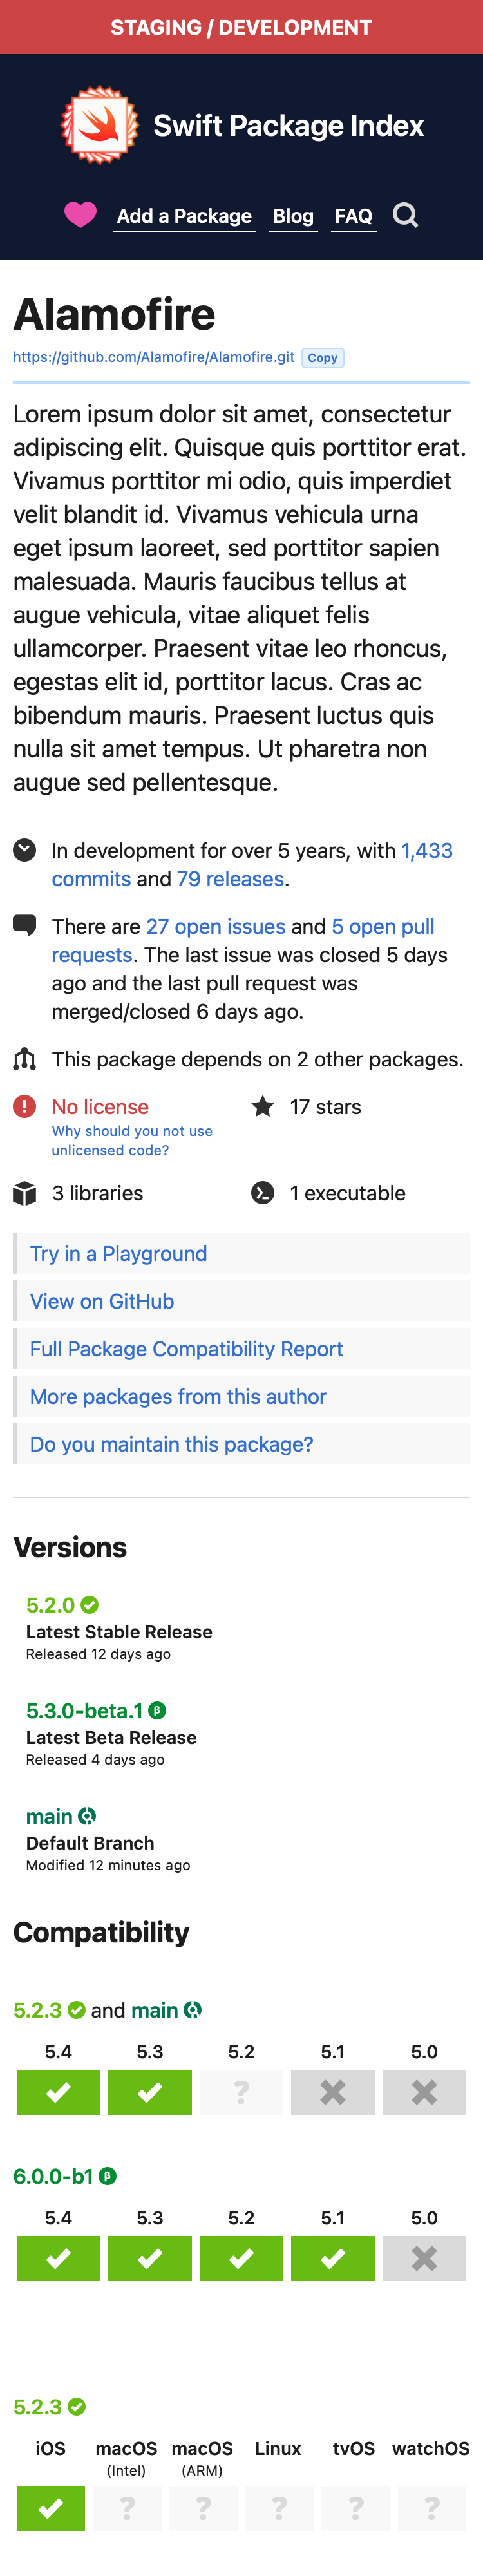 STAGING / DEVELOPMENT
Swift Package Index
Add a Package Blog FAQ
Alamofire
https://github.com/Alamofire/Alamofire.git Copy
Lorem ipsum dolor sit amet, consectetur
adipiscing elit. Quisque quis porttitor erat.
Vivamus porttitor mi odio, quis imperdiet
velit blandit id. Vivamus vehicula urna
eget ipsum laoreet, sed porttitor sapien
malesuada. Mauris faucibus tellus at
augue vehicula, vitae aliquet felis
ullamcorper. Praesent vitae leo rhoncus,
egestas elit id, porttitor lacus. Cras ac
bibendum mauris. Praesent luctus quis
nulla sit amet tempus. Ut pharetra non
augue sed pellentesque.
In development for over 5 years, with 1,433
commits and 79 releases.
There are 27 open issues and 5 open pull
requests. The last issue was closed 5 days
ago and the last pull request was
merged/closed 6 days ago.
This package depends on 2 other packages.
No license
Why should you not use
unlicensed code?
17 stars
3 libraries
1 executable
Try in a Playground
View on GitHub
Full Package Compatibility Report
More packages from this author
Do you maintain this package?
Versions
5.2.0
Latest Stable Release
Released 12 days ago
5.3.0-beta.1 β
Latest Beta Release
Released 4 days ago
main
Default Branch
Modified 12 minutes ago
Compatibility
5.2.3 and main
5.4 5.3 5.2 5.1 5.0
?
6.0.0-b1 β
5.4 5.3 5.2 5.1 5.0
5.2.3
iOS macOS macOS Linux tvOS watchOS
(Intel) (ARM)
? ? ? ? ?